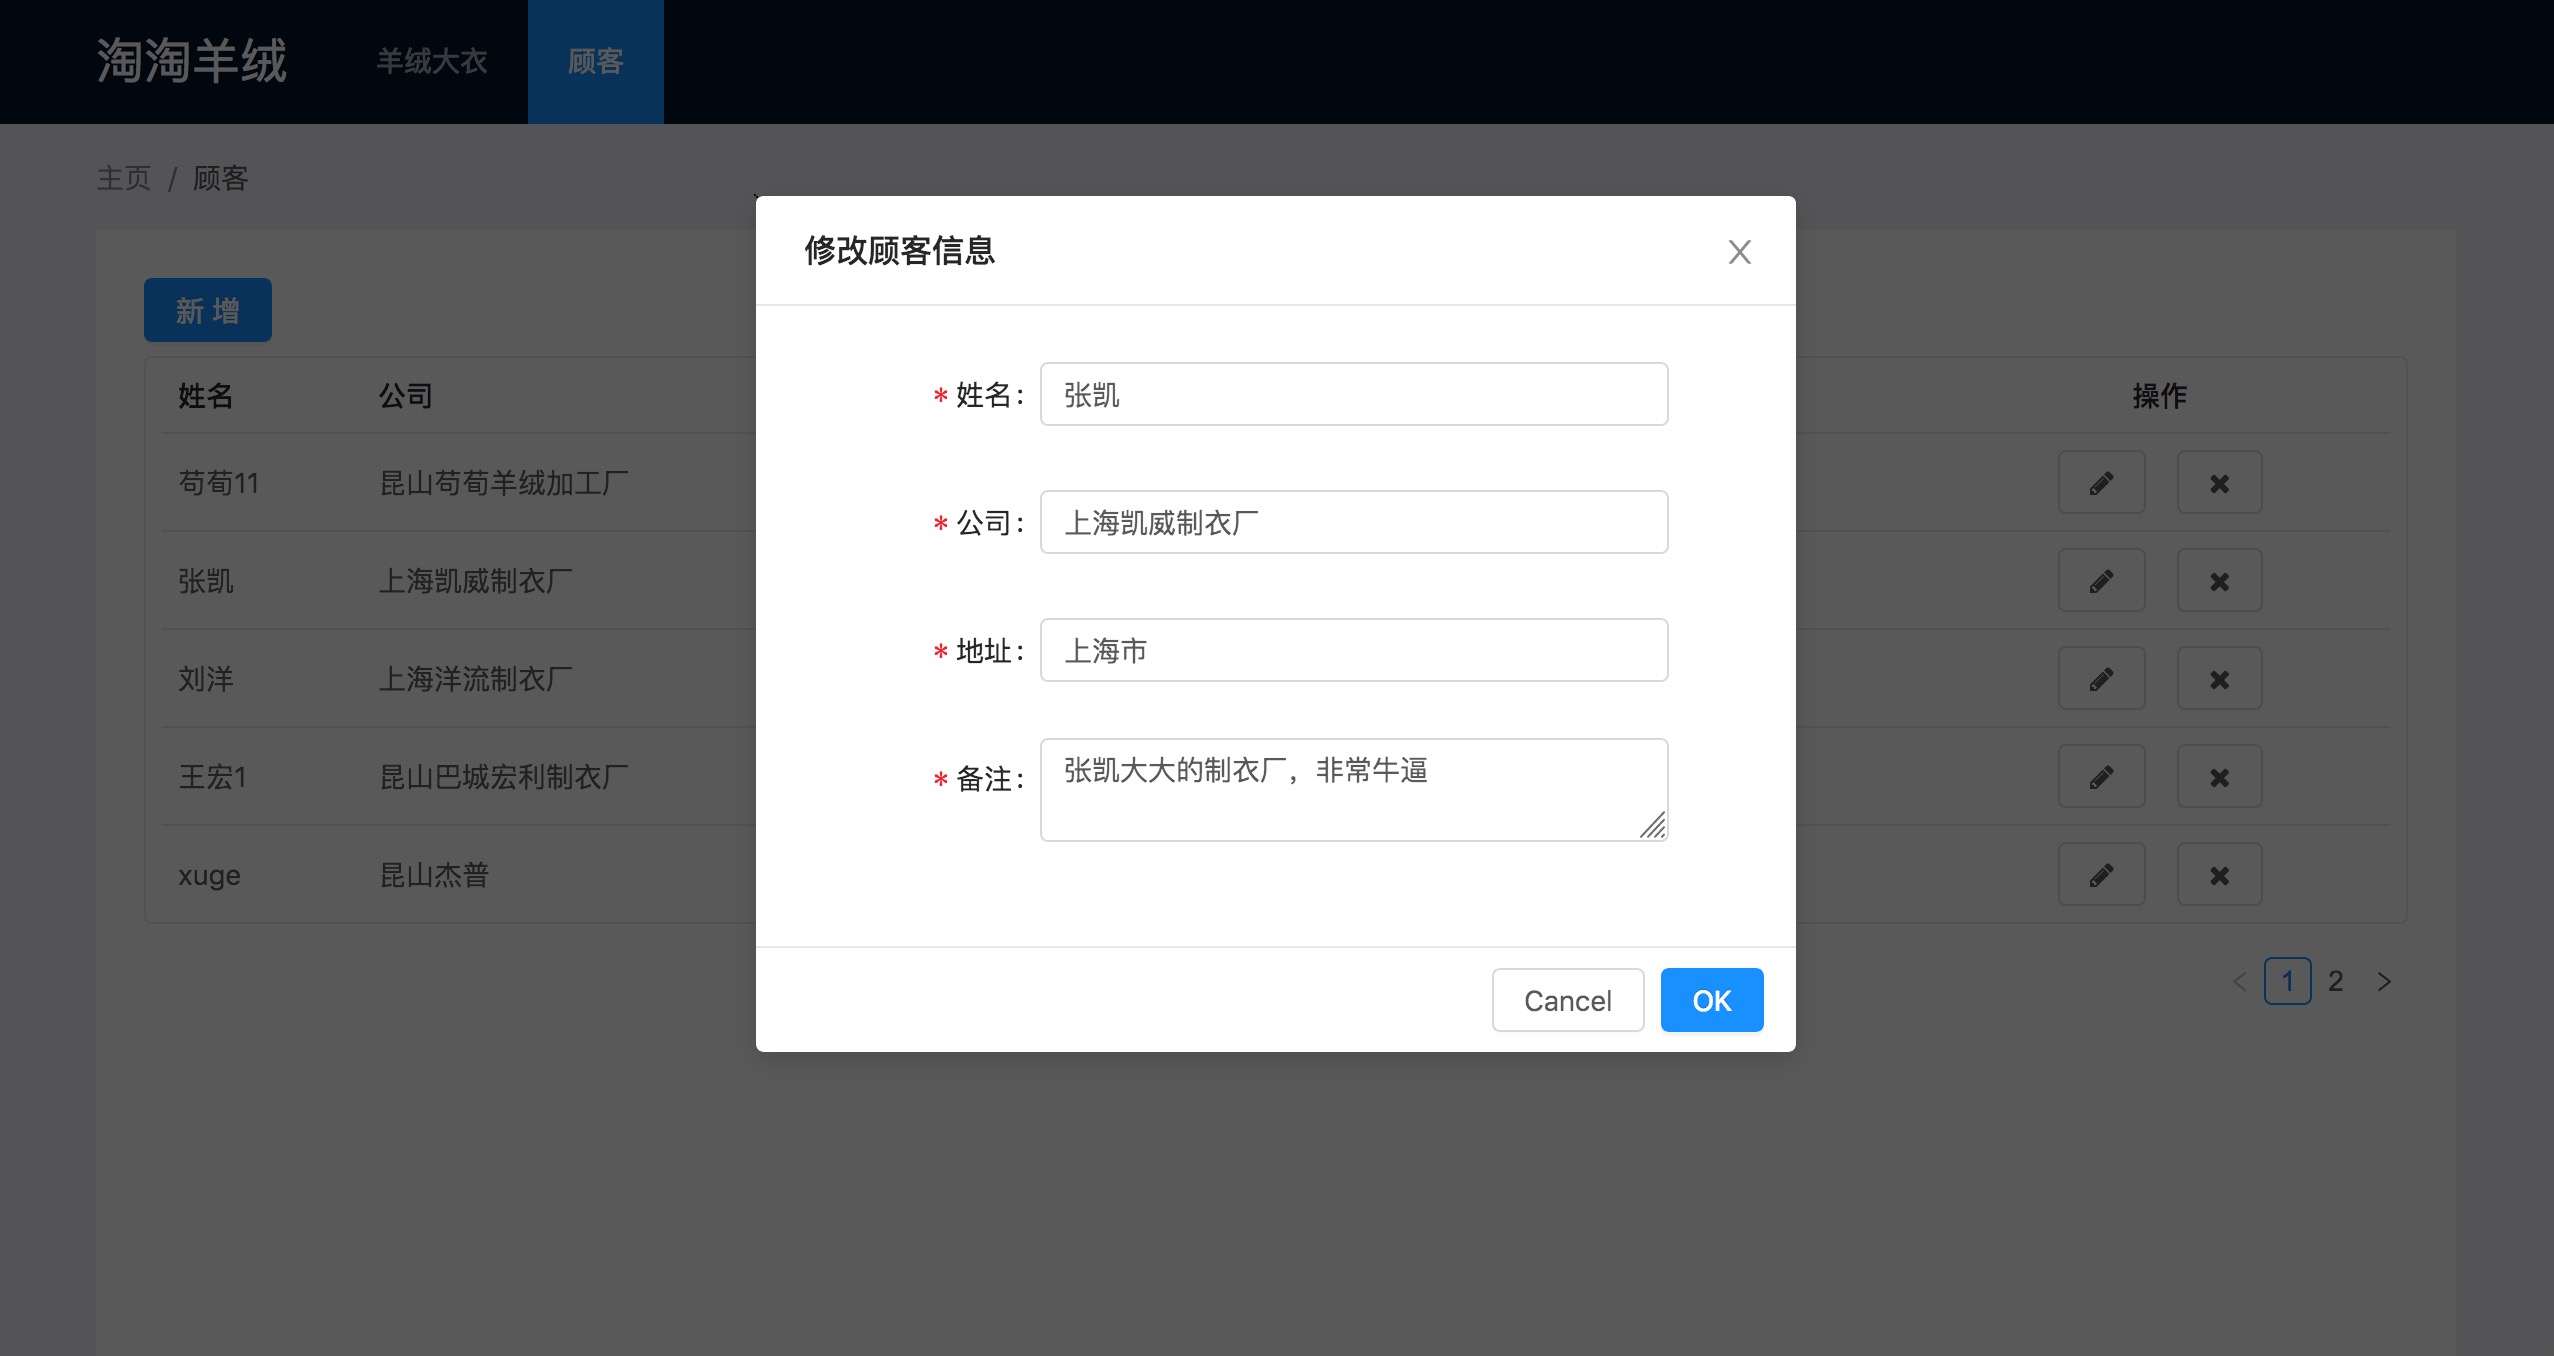 淘淘羊绒 羊绒大衣 顾客
主页 / 顾客
新 增
姓名 公司 操作
苟萄11 昆山苟萄羊绒加工厂
张凯 上海凯威制衣厂
刘洋 上海洋流制衣厂
王宏1 昆山巴城宏利制衣厂
xuge 昆山杰普
1 2
修改顾客信息
* 姓名: 张凯
* 公司: 上海凯威制衣厂
* 地址: 上海市
* 备注: 张凯大大的制衣厂，非常牛逼
Cancel OK